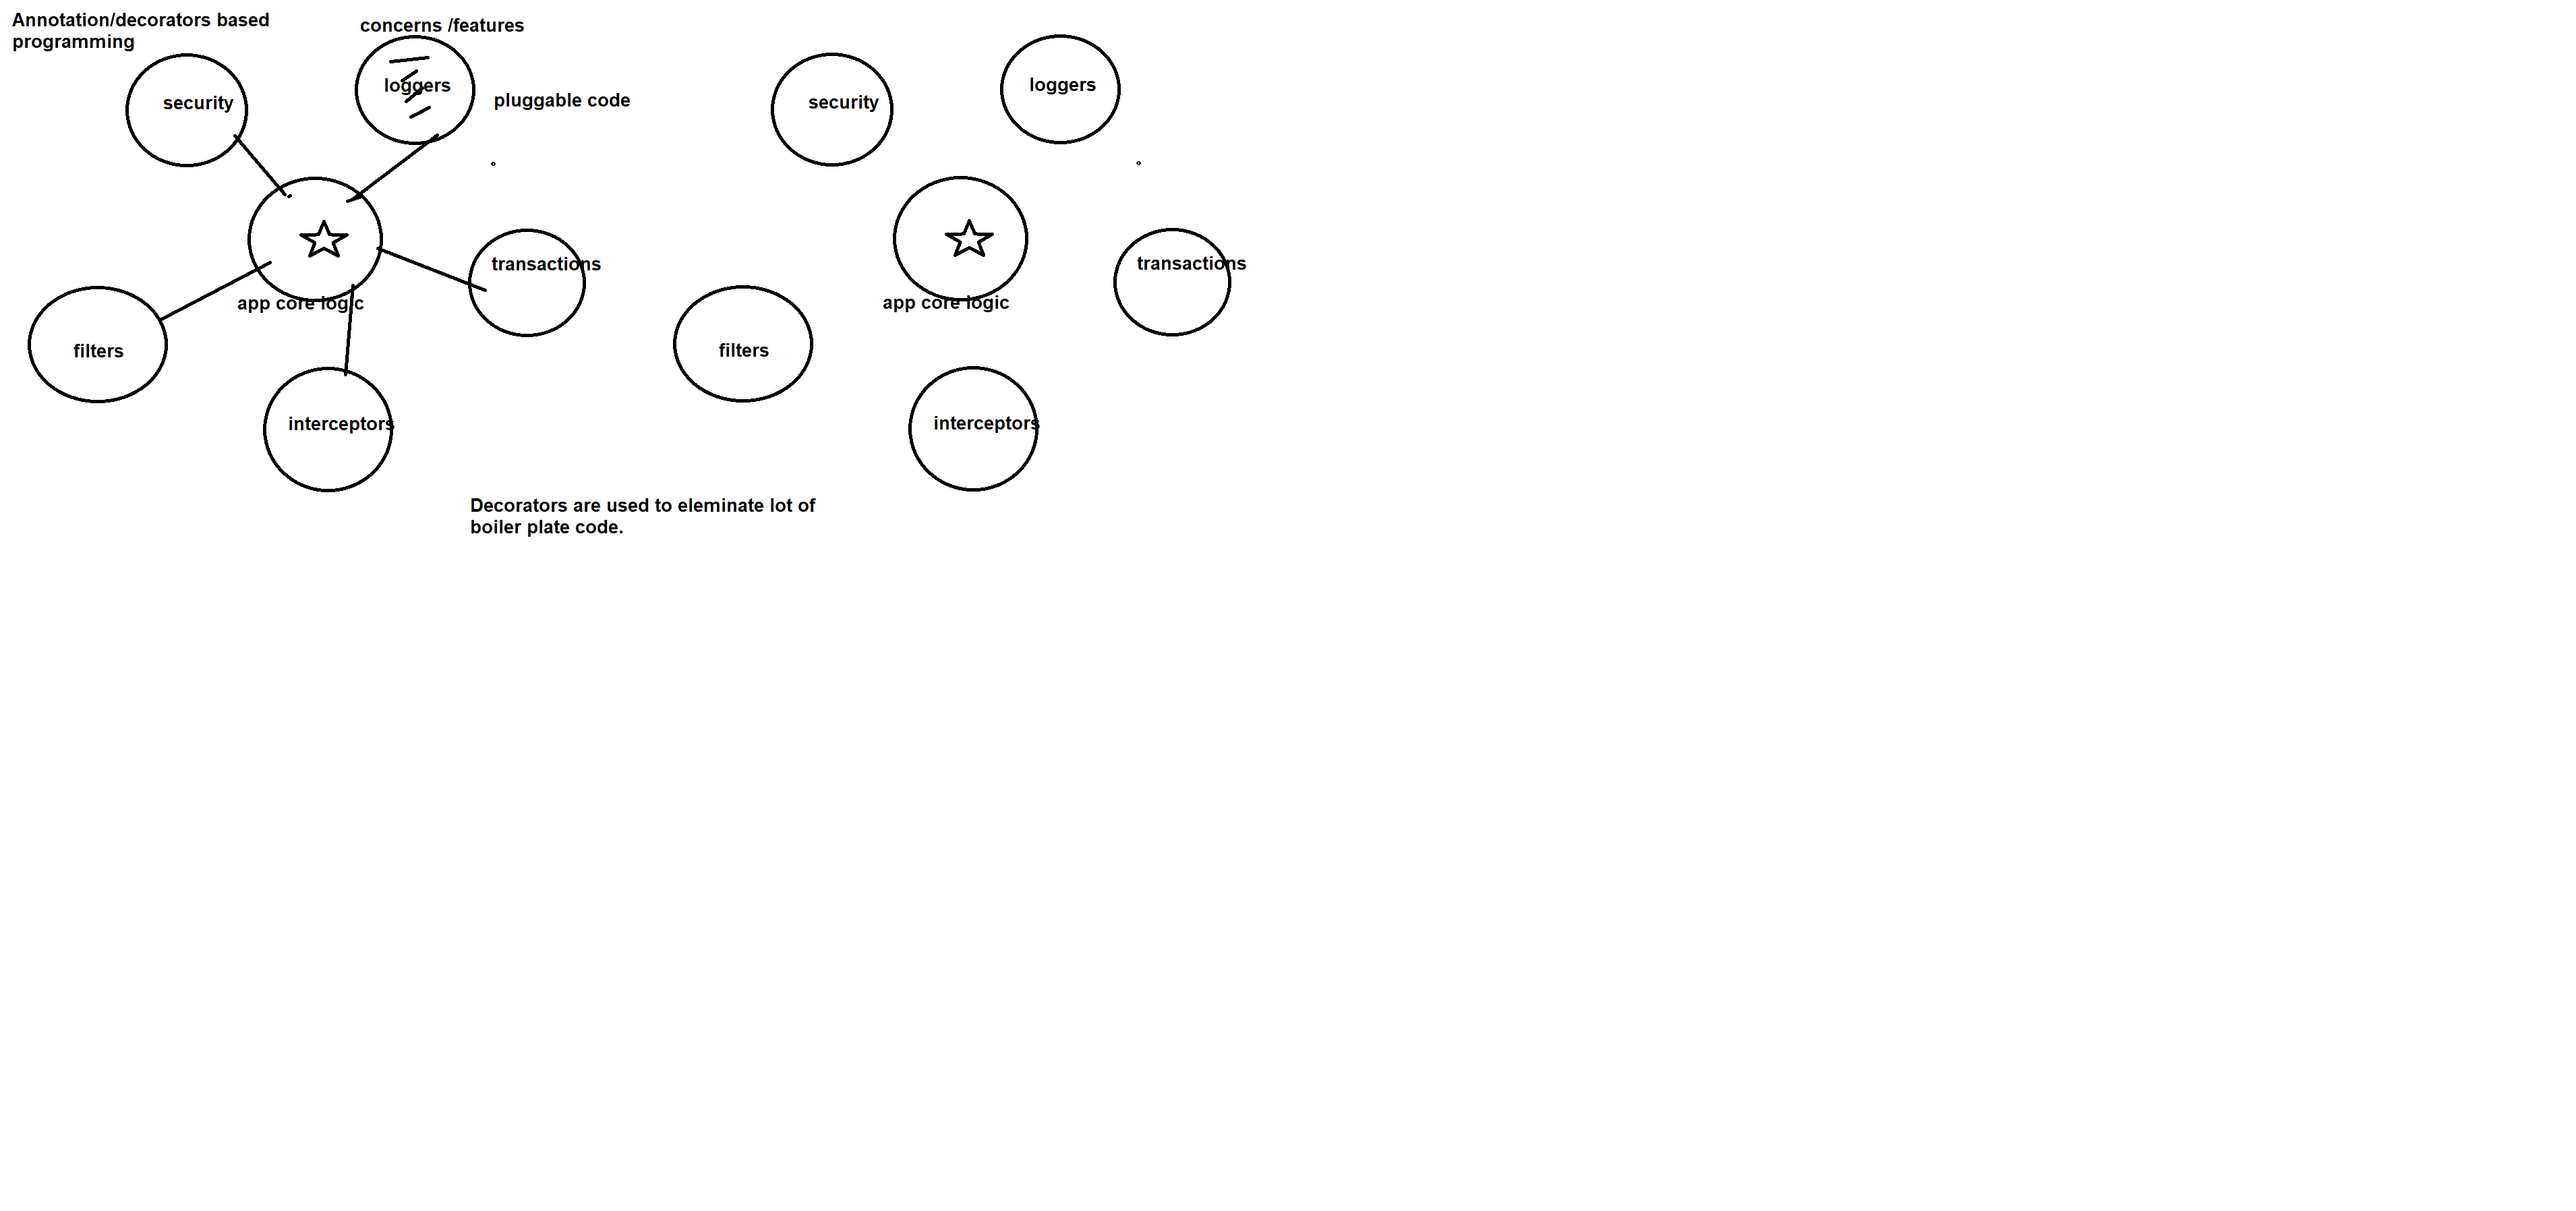 Annotation/decorators based
programming
concerns /features
security
loggers
pluggable code
app core logic
transactions
filters
interceptors
security
loggers
app core logic
transactions
filters
interceptors
Decorators are used to eleminate lot of
boiler plate code.